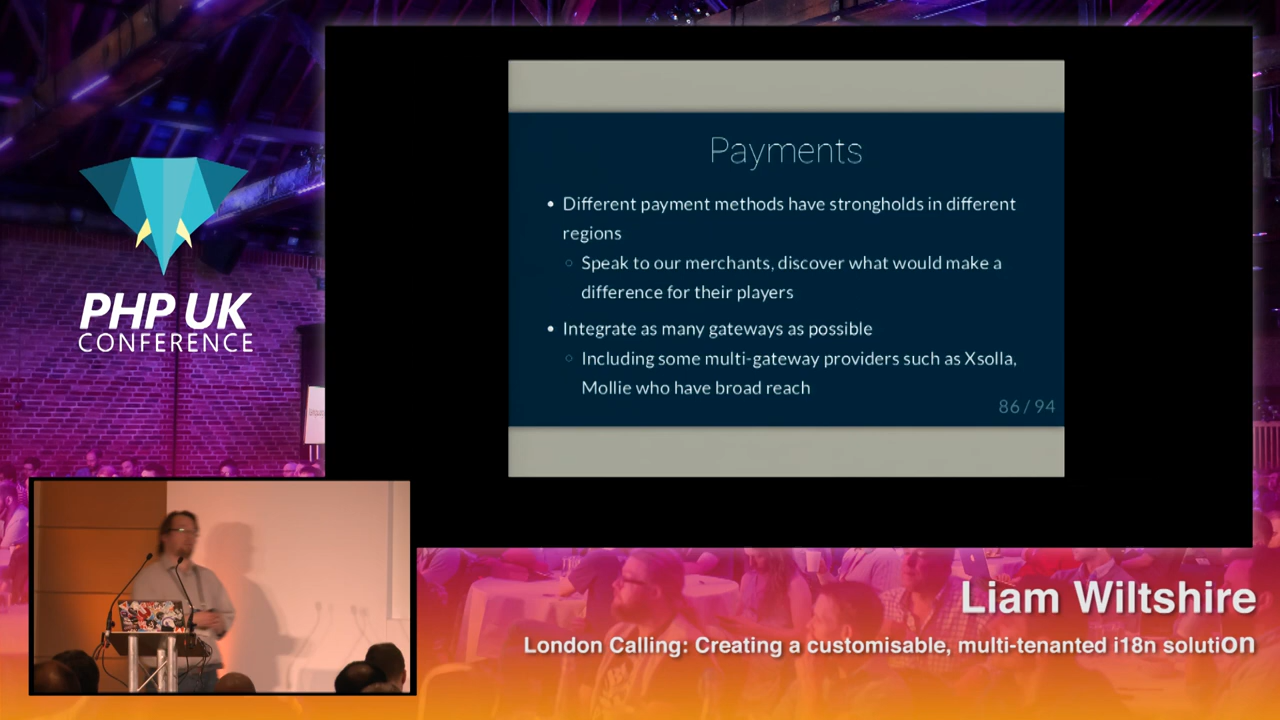 Payments
• Different payment methods have strongholds in different
regions
○ Speak to our merchants, discover what would make a
difference for their players
• Integrate as many gateways as possible
○ Including some multi-gateway providers such as Xsolla,
Mollie who have broad reach
86 / 94
PHP UK
CONFERENCE
Liam Wiltshire
London Calling: Creating a customisable, multi-tenanted i18n solution